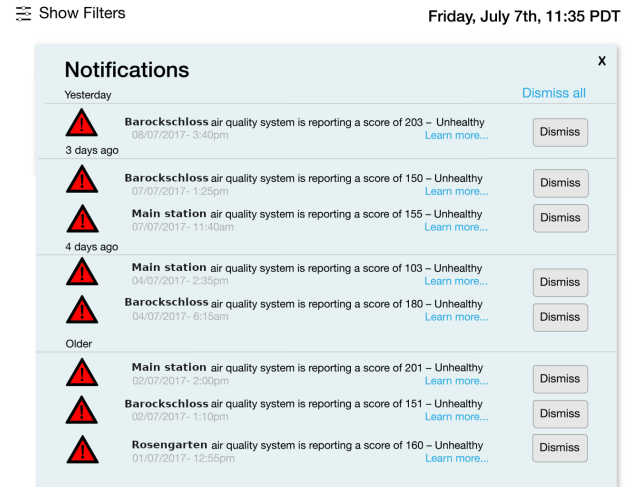 Show Filters
Friday, July 7th, 11:35 PDT
X
Notifications
Yesterday
Dismiss all
Barockschloss air quality system is reporting a score of 203 – Unhealthy
08/07/2017- 3:40pm
Learn more...
Dismiss
3 days ago
Barockschloss air quality system is reporting a score of 150 – Unhealthy
07/07/2017- 1:25pm
Learn more...
Dismiss
Main station air quality system is reporting a score of 155 – Unhealthy
07/07/2017- 11:40am
Learn more...
Dismiss
4 days ago
Main station air quality system is reporting a score of 103 – Unhealthy
04/07/2017- 2:35pm
Learn more...
Dismiss
Barockschloss air quality system is reporting a score of 180 – Unhealthy
04/07/2017- 6:15am
Learn more...
Dismiss
Older
Main station air quality system is reporting a score of 201 – Unhealthy
02/07/2017- 2:00pm
Learn more...
Dismiss
Barockschloss air quality system is reporting a score of 151 – Unhealthy
02/07/2017- 1:10pm
Learn more...
Dismiss
Rosengarten air quality system is reporting a score of 160 – Unhealthy
01/07/2017- 12:55pm
Learn more...
Dismiss